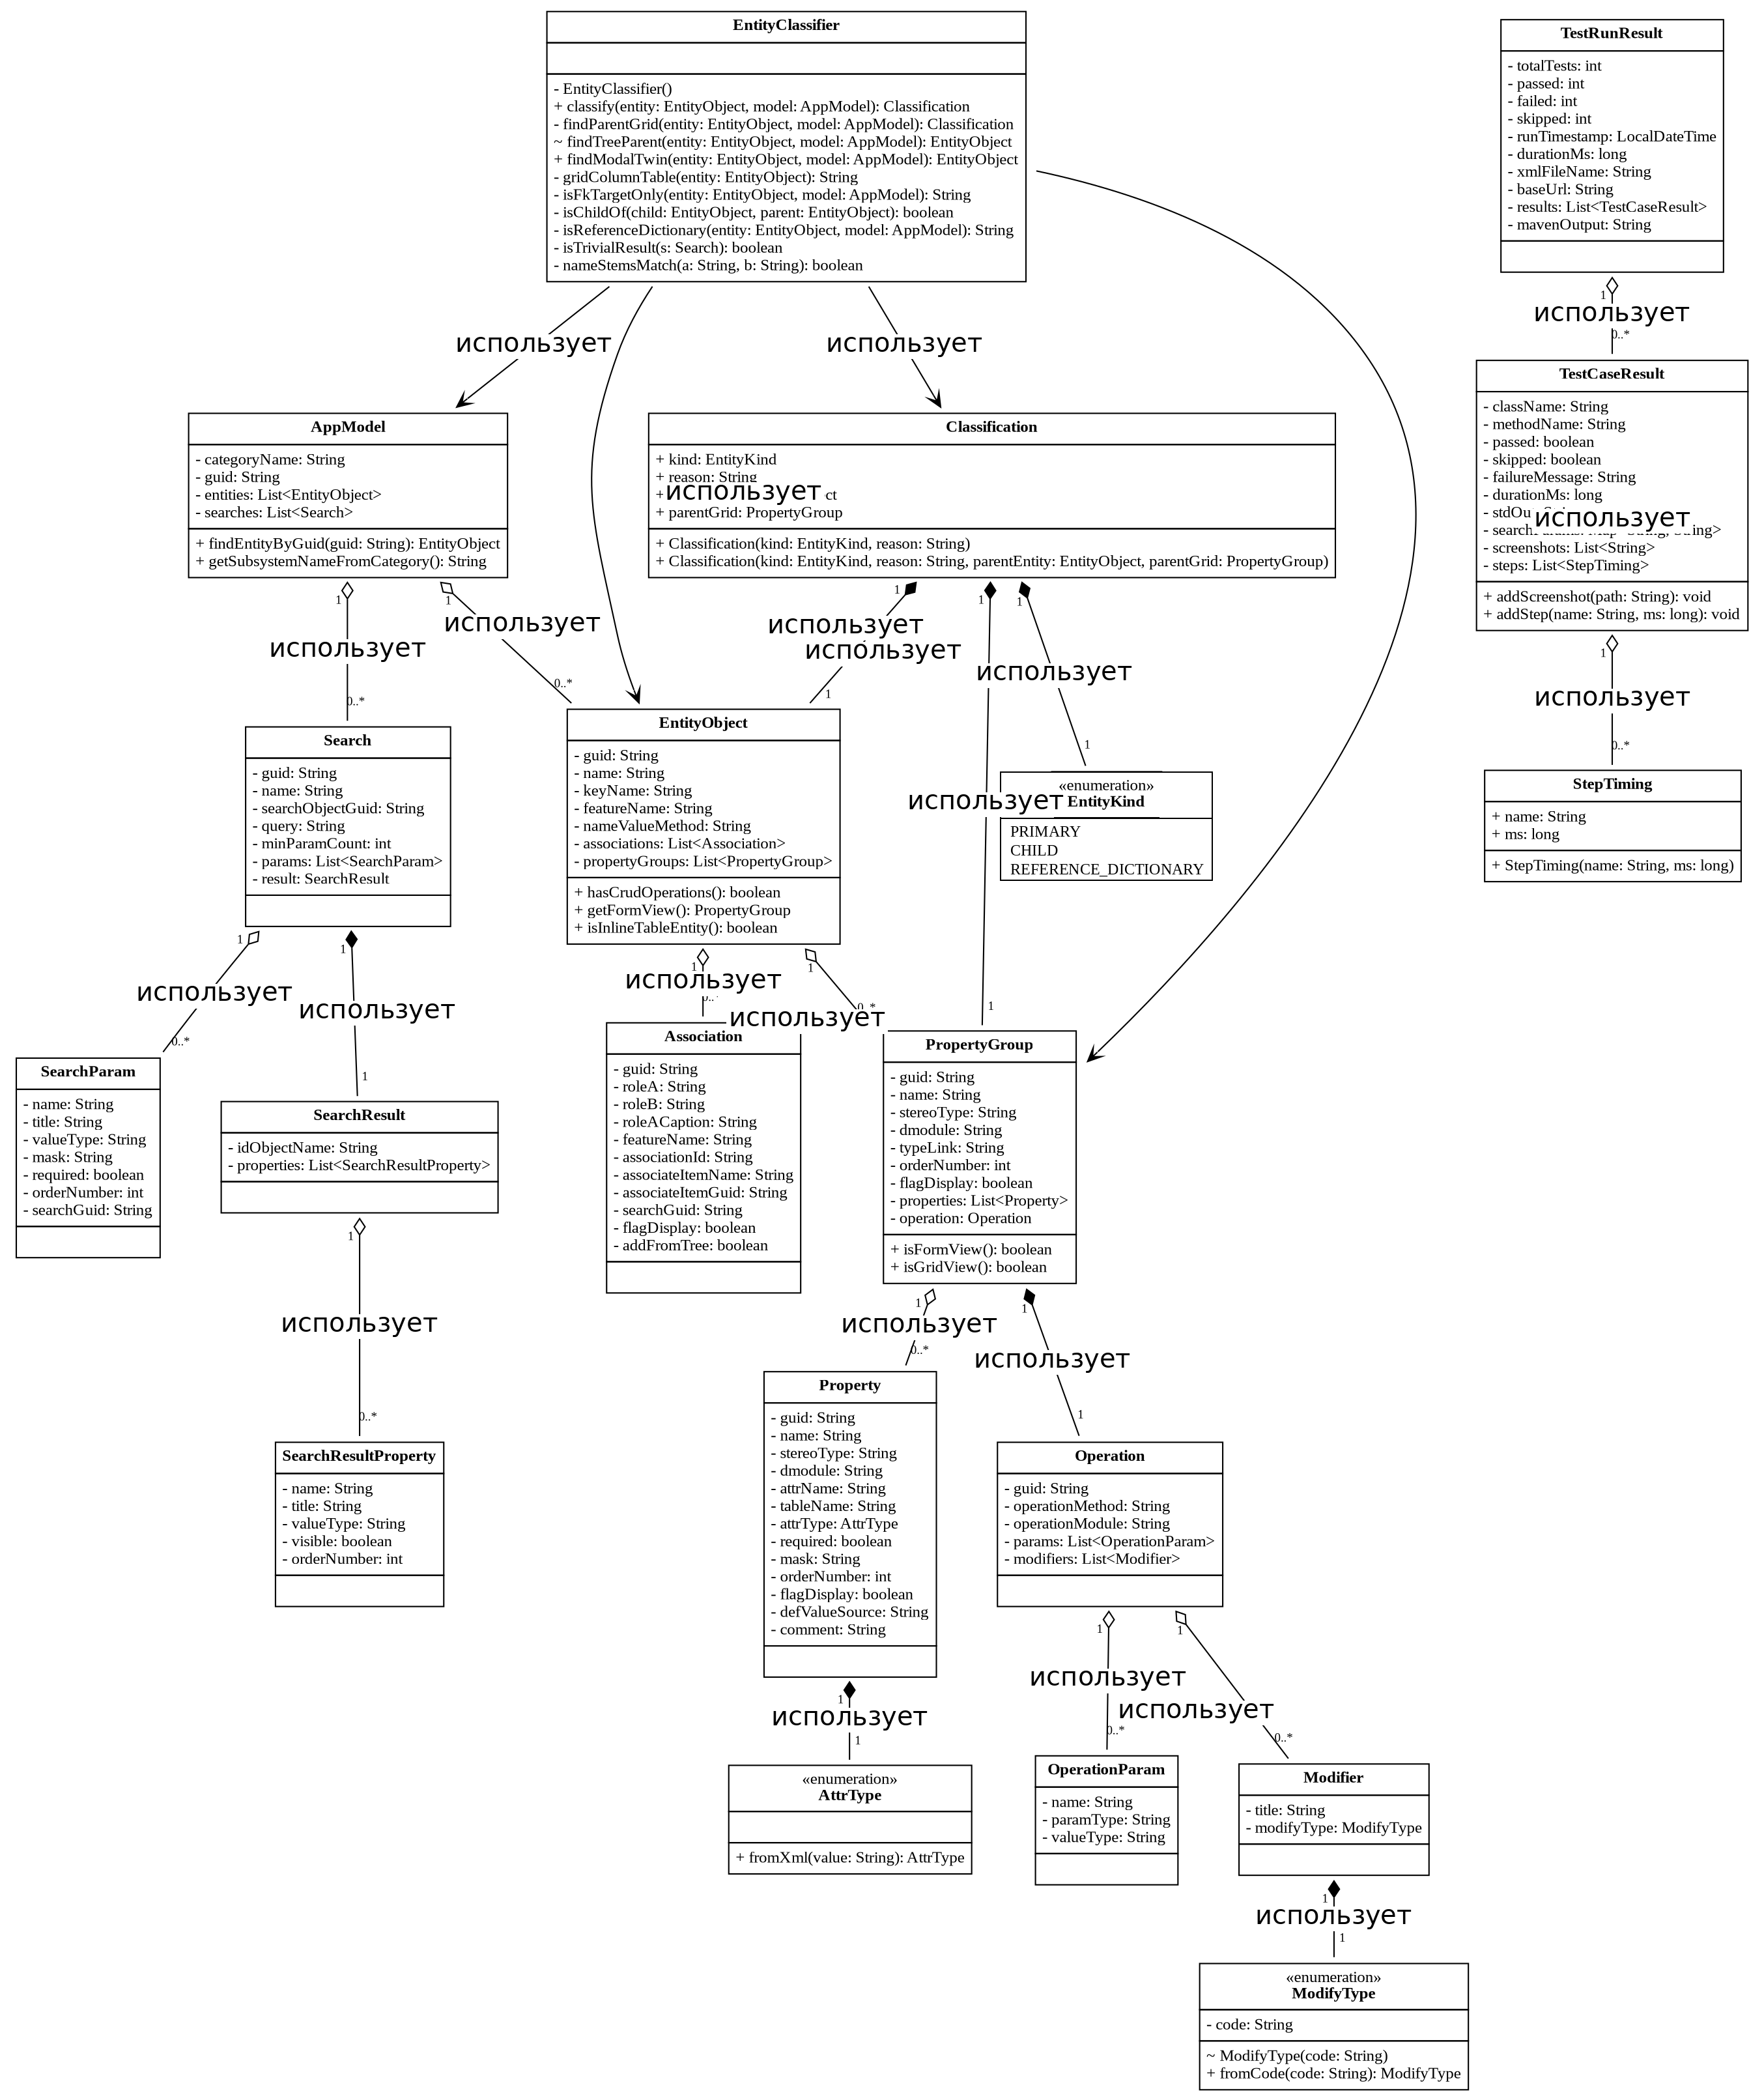 EntityClassifier
- EntityClassifier()
+ classify(entity: EntityObject, model: AppModel): Classification
- findParentGrid(entity: EntityObject, model: AppModel): Classification
~ findTreeParent(entity: EntityObject, model: AppModel): EntityObject
+ findModalTwin(entity: EntityObject, model: AppModel): EntityObject
- gridColumnTable(entity: EntityObject): String
- isFkTargetOnly(entity: EntityObject, model: AppModel): String
- isChildOf(child: EntityObject, parent: EntityObject): boolean
- isReferenceDictionary(entity: EntityObject, model: AppModel): String
- isTrivialResult(s: Search): boolean
- nameStemsMatch(a: String, b: String): boolean
TestRunResult
- totalTests: int
- passed: int
- failed: int
- skipped: int
- runTimestamp: LocalDateTime
- durationMs: long
- xmlFileName: String
- baseUrl: String
- results: List<TestCaseResult>
- mavenOutput: String
1
использует
0..*
использует
использует
AppModel
- categoryName: String
- guid: String
- entities: List<EntityObject>
- searches: List<Search>
+ findEntityByGuid(guid: String): EntityObject
+ getSubsystemNameFromCategory(): String
Classification
+ kind: EntityKind
+ reason: String
+ использует ct
+ parentGrid: PropertyGroup
+ Classification(kind: EntityKind, reason: String)
+ Classification(kind: EntityKind, reason: String, parentEntity: EntityObject, parentGrid: PropertyGroup)
TestCaseResult
- className: String
- methodName: String
- passed: boolean
- skipped: boolean
- failureMessage: String
- durationMs: long
- stdOu
использует
- search
- screenshots: List<String>
- steps: List<StepTiming>
+ addScreenshot(path: String): void
+ addStep(name: String, ms: long): void
1
использует
0..*
1
использует
0..*
1
использует
0..*
1
использует
использует
1
1
использует
1
1
использует
1
Search
- guid: String
- name: String
- searchObjectGuid: String
- query: String
- minParamCount: int
- params: List<SearchParam>
- result: SearchResult
EntityObject
- guid: String
- name: String
- keyName: String
- featureName: String
- nameValueMethod: String
- associations: List<Association>
- propertyGroups: List<PropertyGroup>
+ hasCrudOperations(): boolean
+ getFormView(): PropertyGroup
+ isInlineTableEntity(): boolean
«enumeration»
EntityKind
PRIMARY
CHILD
REFERENCE_DICTIONARY
StepTiming
+ name: String
+ ms: long
+ StepTiming(name: String, ms: long)
1
использует
0..*
1
использует
1
1
использует
1
использует
0..*
SearchParam
- name: String
- title: String
- valueType: String
- mask: String
- required: boolean
- orderNumber: int
- searchGuid: String
SearchResult
- idObjectName: String
- properties: List<SearchResultProperty>
Association
- guid: String
- roleA: String
- roleB: String
- roleACaption: String
- featureName: String
- associationId: String
- associateItemName: String
- associateItemGuid: String
- searchGuid: String
- flagDisplay: boolean
- addFromTree: boolean
PropertyGroup
- guid: String
- name: String
- stereoType: String
- dmodule: String
- typeLink: String
- orderNumber: int
- flagDisplay: boolean
- properties: List<Property>
- operation: Operation
+ isFormView(): boolean
+ isGridView(): boolean
1
использует
0..*
1
использует
0..*
1
использует
1
SearchResultProperty
- name: String
- title: String
- valueType: String
- visible: boolean
- orderNumber: int
Property
- guid: String
- name: String
- stereoType: String
- dmodule: String
- attrName: String
- tableName: String
- attrType: AttrType
- required: boolean
- mask: String
- orderNumber: int
- flagDisplay: boolean
- defValueSource: String
- comment: String
Operation
- guid: String
- operationMethod: String
- operationModule: String
- params: List<OperationParam>
- modifiers: List<Modifier>
1
использует
1
1
использует
0..*
1
использует
0..*
«enumeration»
AttrType
+ fromXml(value: String): AttrType
OperationParam
- name: String
- paramType: String
- valueType: String
Modifier
- title: String
- modifyType: ModifyType
1
использует
1
«enumeration»
ModifyType
- code: String
~ ModifyType(code: String)
+ fromCode(code: String): ModifyType